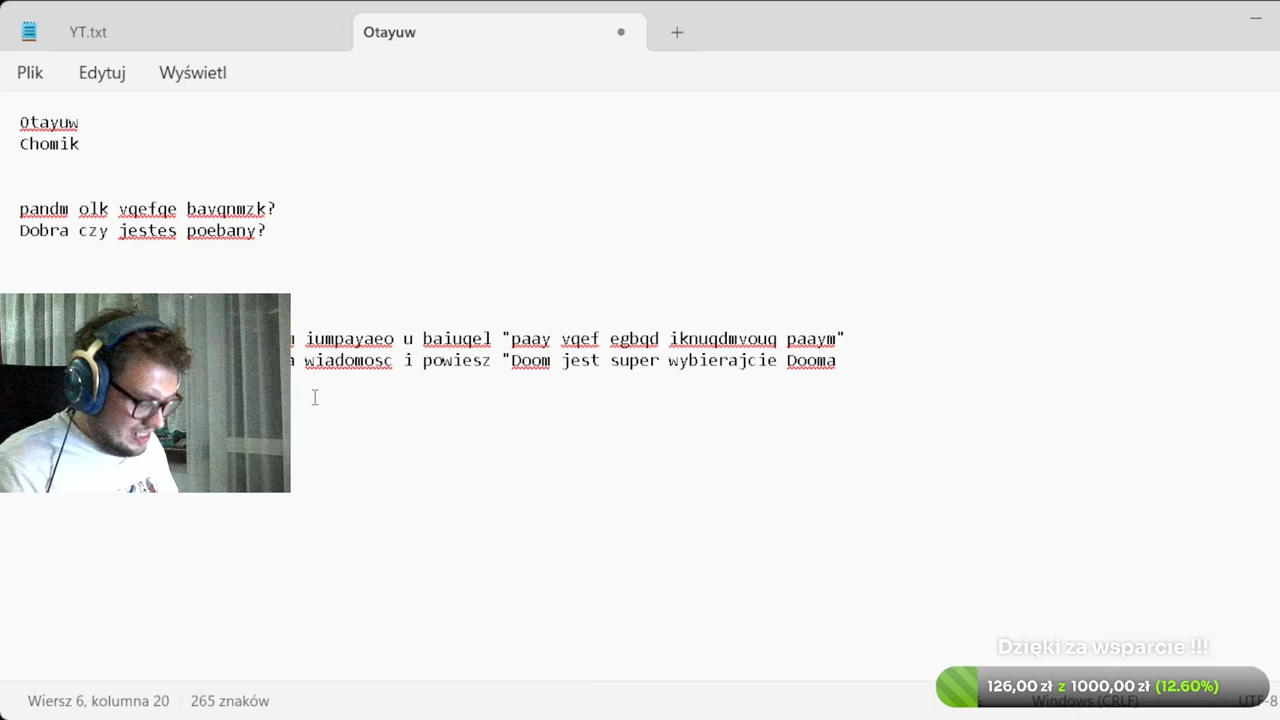 YT.txt
Otayuw
Plik Edytuj Wyświetl
Otayuw
Chomik
pandm olk vqefqe bavqnmzk?
Dobra czy jestes poebany?
iumpayaeo u baiuqel "paay vqef egbqd iknuqdmvouq paaym"
wiadomosc i powiesz "Doom jest super wybierajcie Dooma
Dzięki za wsparcie !!!
126,00 zł z 1000,00 zł (12.60%)
Wiersz 6, kolumna 20 265 znaków Windows (CRLF) UTF-8